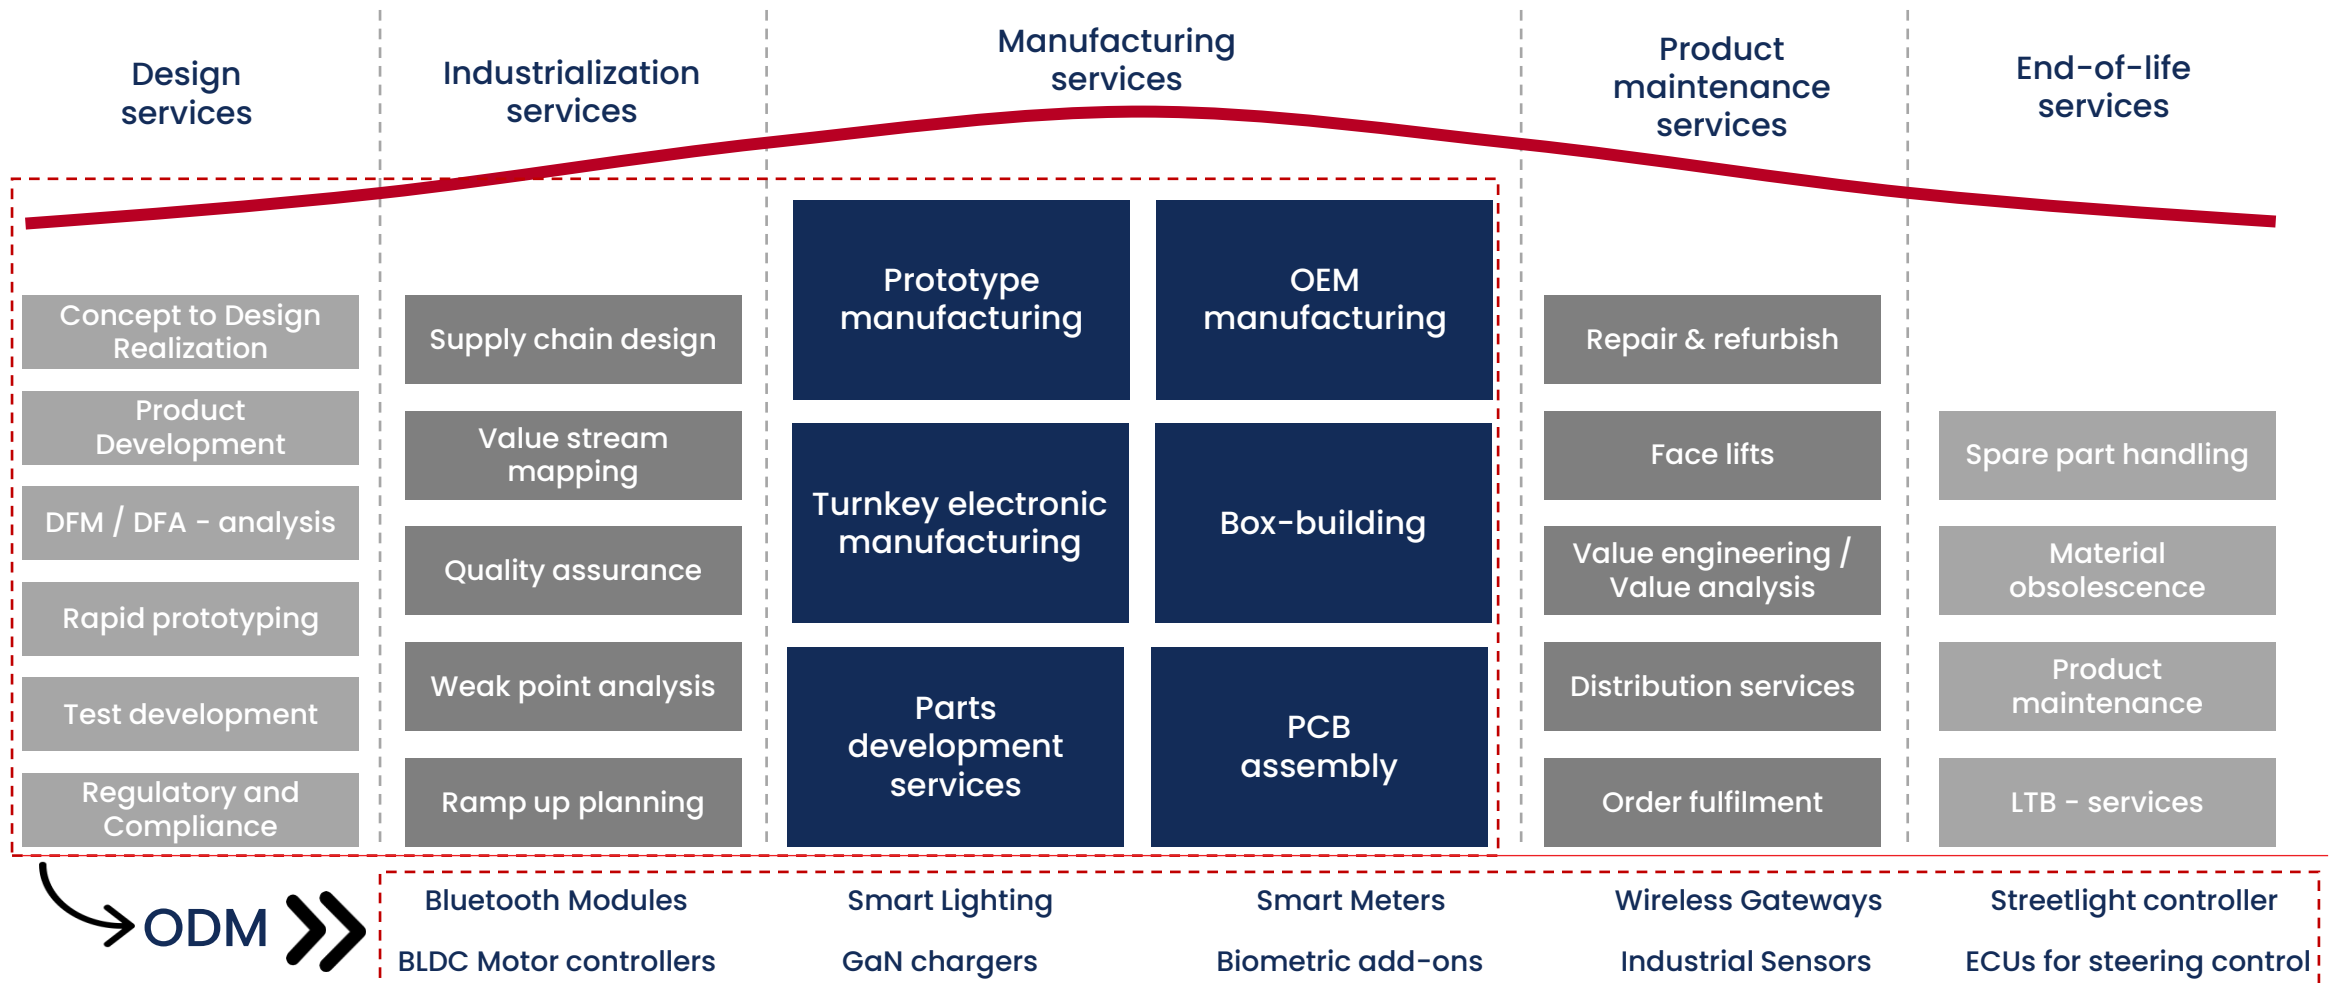 Design
services
Industrialization
services
Manufacturing
services
Product
maintenance
services
End-of-life
services
Concept to Design
Realization
Product
Development
DFM / DFA - analysis
Rapid prototyping
Test development
Regulatory and
Compliance
Supply chain design
Value stream
mapping
Quality assurance
Weak point analysis
Ramp up planning
Prototype
manufacturing
OEM
manufacturing
Turnkey electronic
manufacturing
Box-building
Parts
development
services
PCB
assembly
Repair & refurbish
Face lifts
Value engineering /
Value analysis
Distribution services
Order fulfilment
Spare part handling
Material
obsolescence
Product
maintenance
LTB - services
ODM
Bluetooth Modules
Smart Lighting
Smart Meters
Wireless Gateways
Streetlight controller
BLDC Motor controllers
GaN chargers
Biometric add-ons
Industrial Sensors
ECUs for steering control